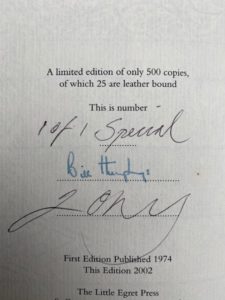 A limited edition of only 500 copies,
of which 25 are leather bound
This is number
1 of 1 Special
Bill
First Edition Published 1974
This Edition 2002
The Little Egret Press